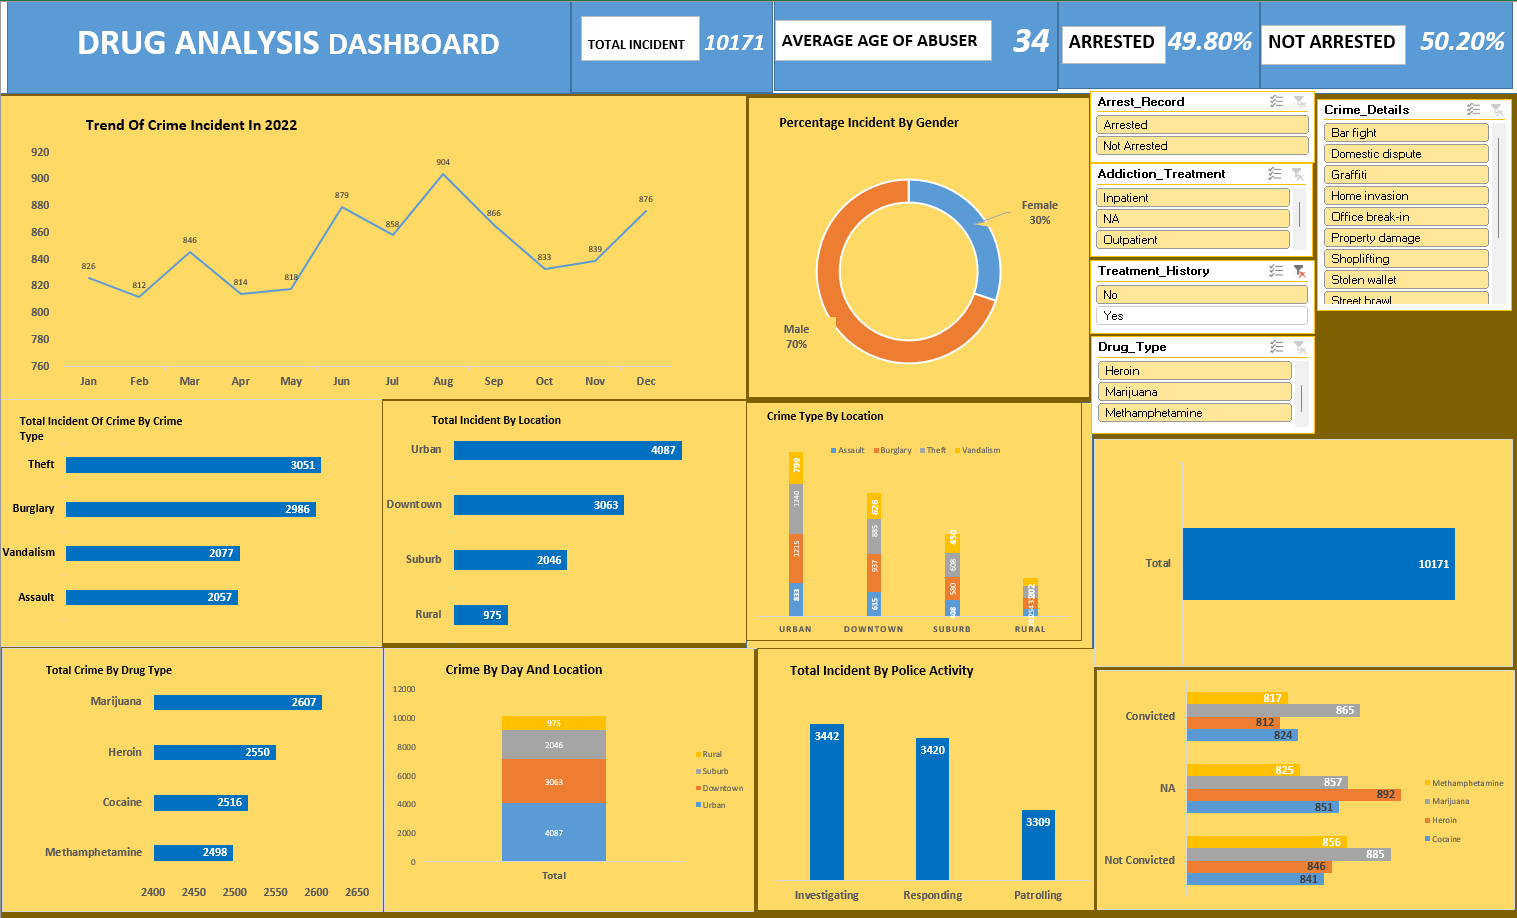 DRUG ANALYSIS DASHBOARD
TOTAL INCIDENT
10171
AVERAGE AGE OF ABUSER
34
ARRESTED
49.80%
NOT ARRESTED
50.20%
Trend Of Crime Incident In 2022
920
900
880
860
840
820
800
780
760
826
812
846
814
818
879
858
904
866
833
839
876
Jan
Feb
Mar
Apr
May
Jun
Jul
Aug
Sep
Oct
Nov
Dec
Percentage Incident By Gender
Female
30%
Male
70%
Arrest_Record
Arrested
Not Arrested
Addiction_Treatment
Inpatient
NA
Outpatient
Treatment_History
No
Yes
Drug_Type
Heroin
Marijuana
Methamphetamine
Crime_Details
Bar fight
Domestic dispute
Graffiti
Home invasion
Office break-in
Property damage
Shoplifting
Stolen wallet
Street brawl
Total Incident Of Crime By Crime
Type
Theft
3051
Burglary
2986
Vandalism
2077
Assault
2057
Total Incident By Location
Urban
4087
Downtown
3063
Suburb
2046
Rural
975
Crime Type By Location
Assault
Burglary
Theft
Vandalism
799
1240
1215
833
626
885
937
615
450
608
580
408
202
URBAN
DOWNTOWN
SUBURB
RURAL
Total
10171
Total Crime By Drug Type
Marijuana
2607
Heroin
2550
Cocaine
2516
Methamphetamine
2498
2400
2450
2500
2550
2600
2650
Crime By Day And Location
12000
10000
8000
6000
4000
2000
0
975
2046
3063
4087
Total
Rural
Suburb
Downtown
Urban
Total Incident By Police Activity
3442
3420
3309
Investigating
Responding
Patrolling
Convicted
817
865
812
824
NA
825
857
892
851
Not Convicted
856
885
846
841
Methamphetamine
Marijuana
Heroin
Cocaine